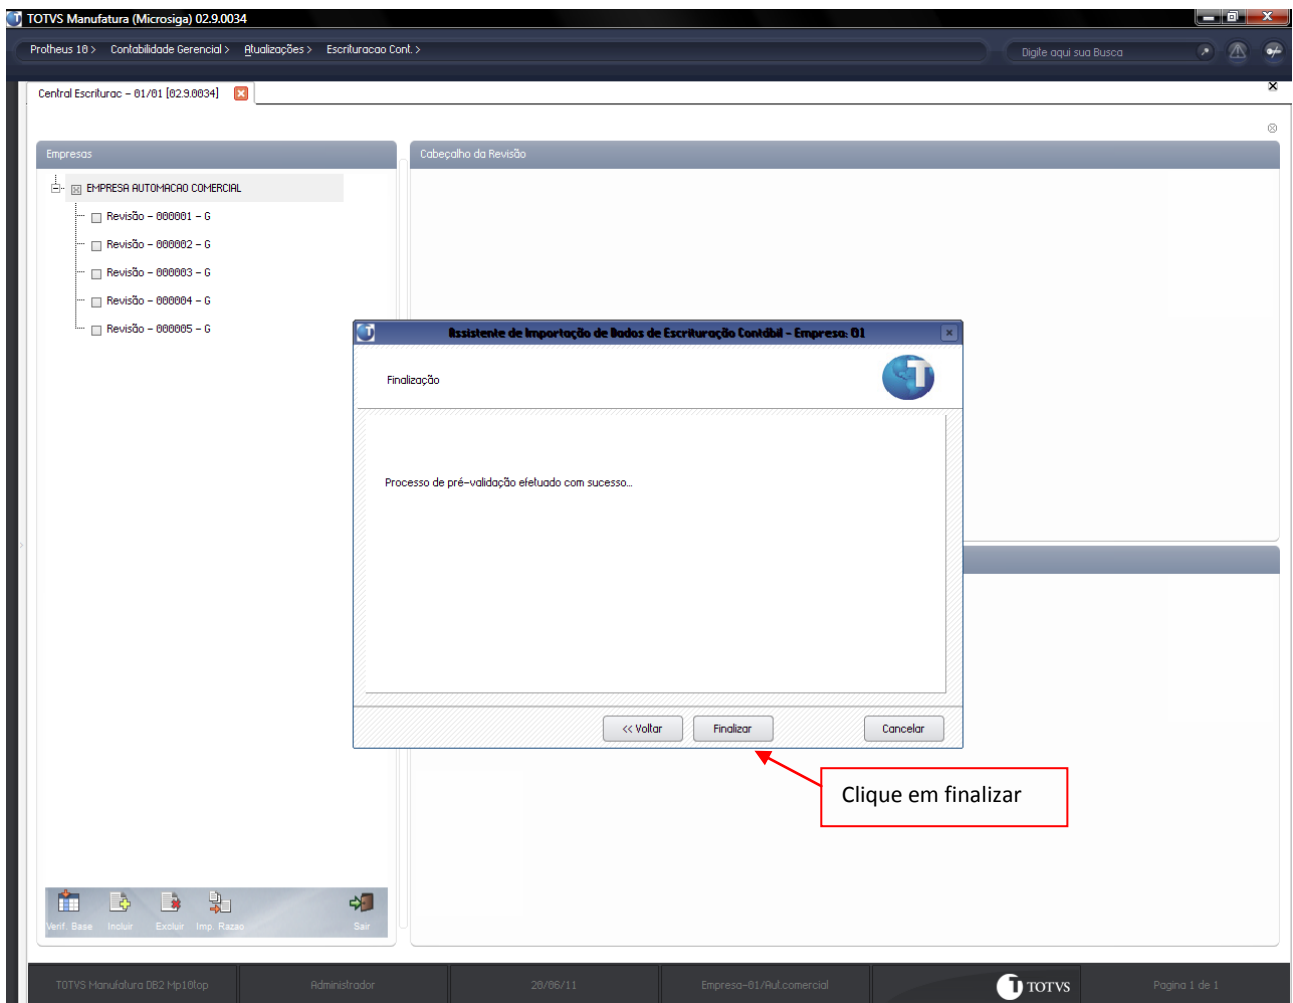 TOTVS Manufatura (Microsiga) 02.9.0034
Protheus 10 > Contabilidade Gerencial > Atualizações > Escrituracao Cont. >
Digite aqui sua Busca
Central Escriturac - 01/01 [02.9.0034]
Empresas
Cabeçalho da Revisão
EMPRESA AUTOMACAO COMERCIAL
Revisão - 000001 - G
Revisão - 000002 - G
Revisão - 000003 - G
Revisão - 000004 - G
Revisão - 000005 - G
Assistente de Importação de Dados de Escrituração Contábil - Empresa: 01
Finalização
Processo de pré-validação efetuado com sucesso...
<< Voltar
Finalizar
Cancelar
Clique em finalizar
Verif. Base
Incluir
Excluir
Imp. Razao
Sair
TOTVS Manufatura DB2 Mp10top
Administrador
20/06/11
Empresa-01/Aut.comercial
TOTVS
Pagina 1 de 1